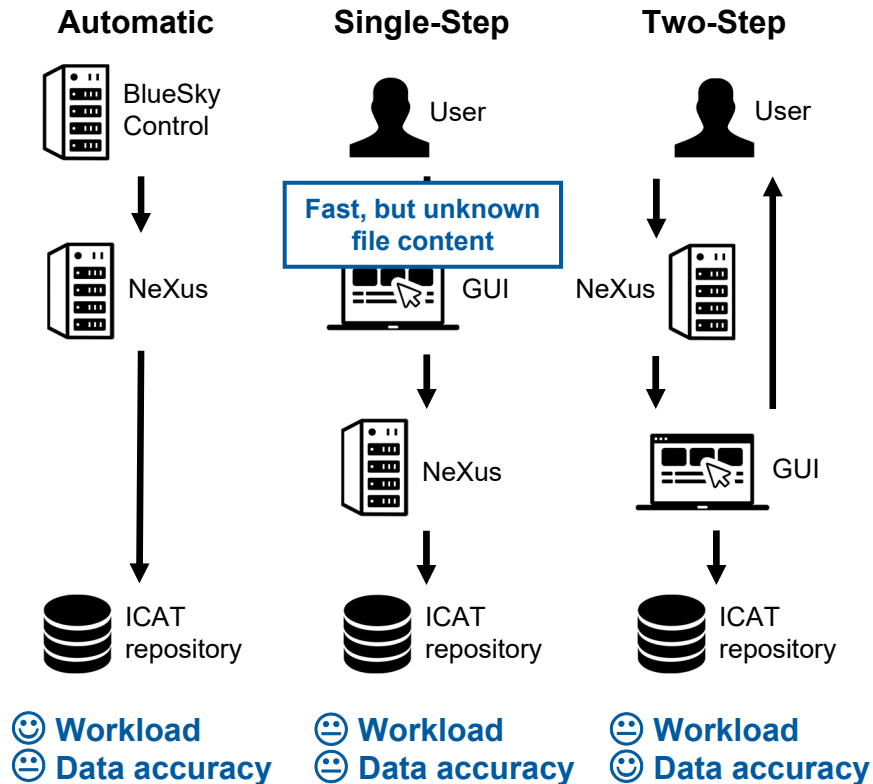 Automatic
Single-Step
Two-Step
BlueSky
Control
User
User
Fast, but unknown
file content
NeXus
GUI
NeXus
NeXus
GUI
ICAT
repository
ICAT
repository
ICAT
repository
Workload
Workload
Workload
Data accuracy
Data accuracy
Data accuracy